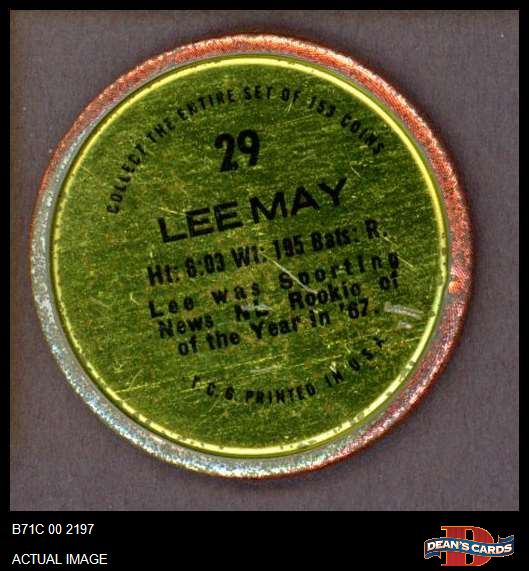 COLLECT THE ENTIRE SET OF 153 COINS
29
LEE MAY
Ht: 6:03 Wt: 195 Bats: R.
Lee was Sporting
News NL Rookie of
of the Year in '67.
T.C.G. PRINTED IN U.S.A.
B71C 00 2197
ACTUAL IMAGE
D
DEAN'S CARDS